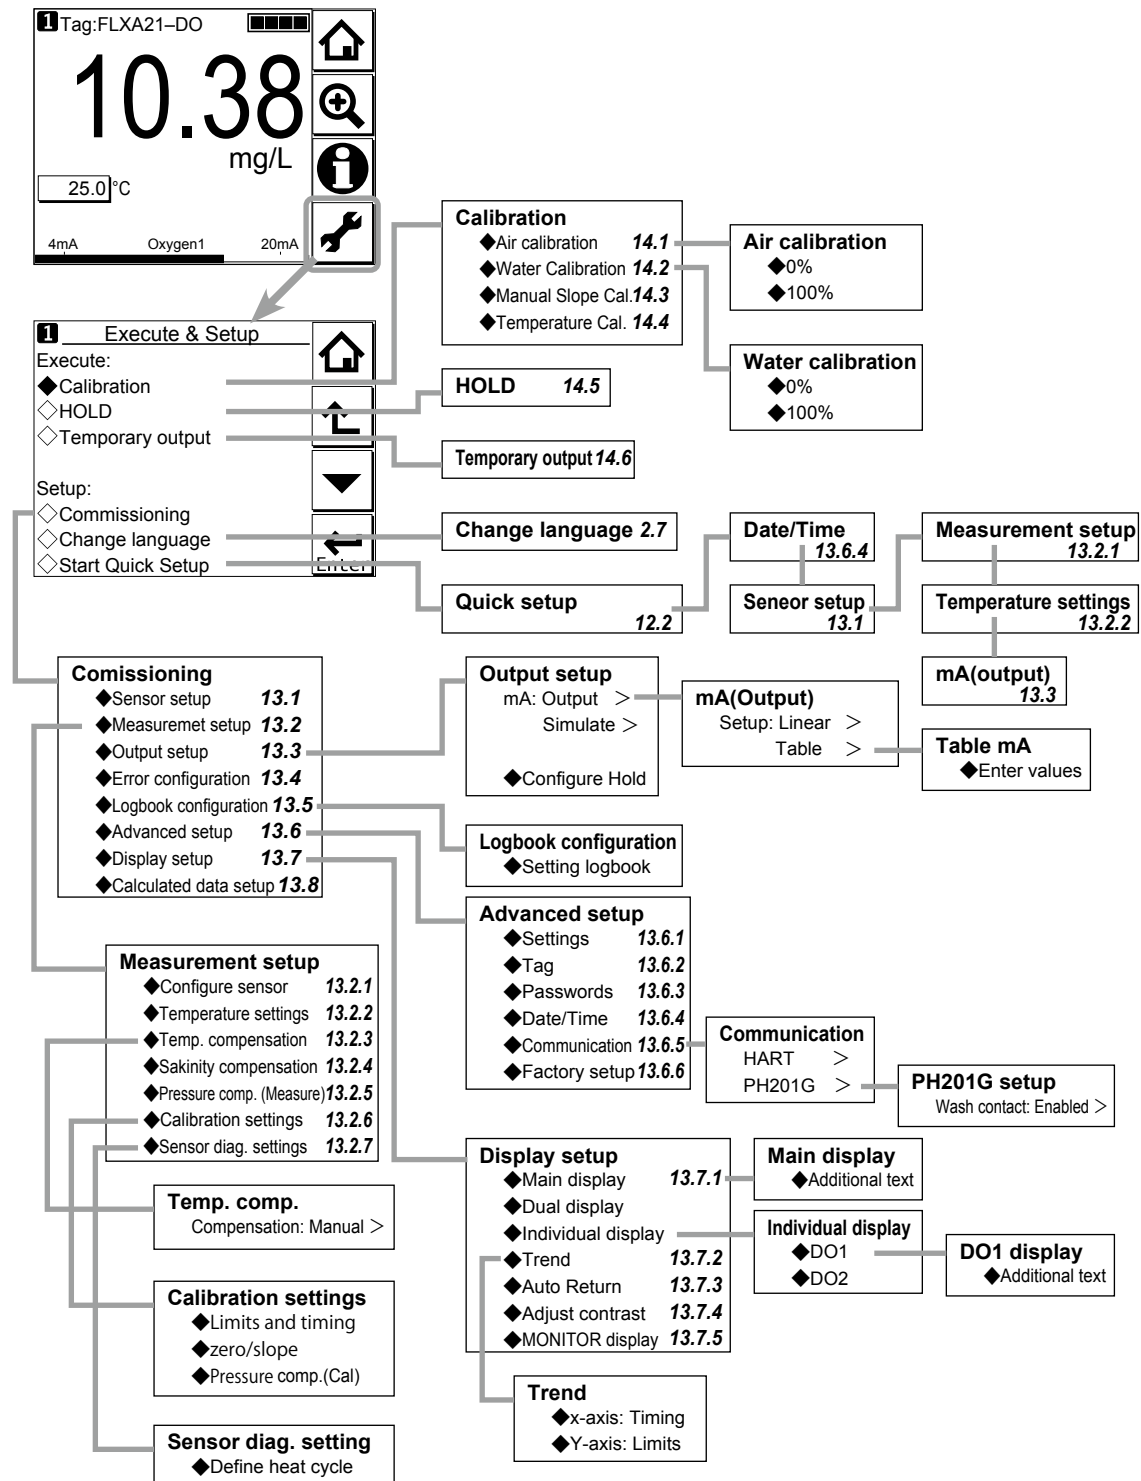 1 Tag:FLXA21–DO
10.38
mg/L
25.0 °C
4mA Oxygen1 20mA
1 Execute & Setup
Execute:
◆Calibration
◇HOLD
◇Temporary output
Setup:
◇Commissioning
◇Change language
◇Start Quick Setup
Enter
Calibration
◆Air calibration 14.1
◆Water Calibration 14.2
◆Manual Slope Cal. 14.3
◆Temperature Cal. 14.4
Air calibration
◆0%
◆100%
Water calibration
◆0%
◆100%
HOLD 14.5
Temporary output 14.6
Change language 2.7
Quick setup
12.2
Date/Time
13.6.4
Seneor setup
13.1
Measurement setup
13.2.1
Temperature settings
13.2.2
mA(output)
13.3
Comissioning
◆Sensor setup 13.1
◆Measuremet setup 13.2
◆Output setup 13.3
◆Error configuration 13.4
◆Logbook configuration 13.5
◆Advanced setup 13.6
◆Display setup 13.7
◆Calculated data setup 13.8
Output setup
mA: Output >
Simulate >
◆Configure Hold
mA(Output)
Setup: Linear >
Table >
Table mA
◆Enter values
Logbook configuration
◆Setting logbook
Advanced setup
◆Settings 13.6.1
◆Tag 13.6.2
◆Passwords 13.6.3
◆Date/Time 13.6.4
◆Communication 13.6.5
◆Factory setup 13.6.6
Communication
HART >
PH201G >
PH201G setup
Wash contact: Enabled >
Measurement setup
◆Configure sensor 13.2.1
◆Temperature settings 13.2.2
◆Temp. compensation 13.2.3
◆Sakinity compensation 13.2.4
◆Pressure comp. (Measure) 13.2.5
◆Calibration settings 13.2.6
◆Sensor diag. settings 13.2.7
Temp. comp.
Compensation: Manual >
Calibration settings
◆Limits and timing
◆zero/slope
◆Pressure comp.(Cal)
Sensor diag. setting
◆Define heat cycle
Display setup
◆Main display 13.7.1
◆Dual display
◆Individual display
◆Trend 13.7.2
◆Auto Return 13.7.3
◆Adjust contrast 13.7.4
◆MONITOR display 13.7.5
Main display
◆Additional text
Individual display
◆DO1
◆DO2
DO1 display
◆Additional text
Trend
◆x-axis: Timing
◆Y-axis: Limits